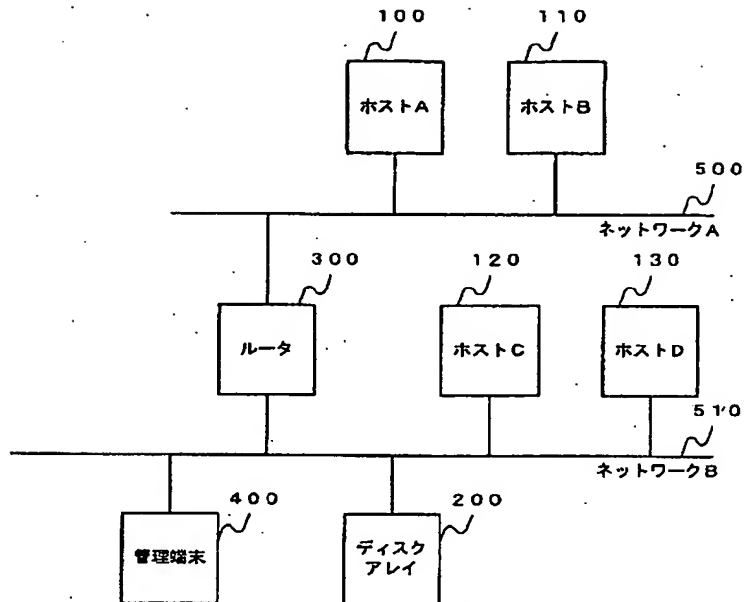 100
110
ホストA
ホストB
500
ネットワークA
300
120
130
ルータ
ホストC
ホストD
510
ネットワークB
400
200
管理端末
ディスク
アレイ